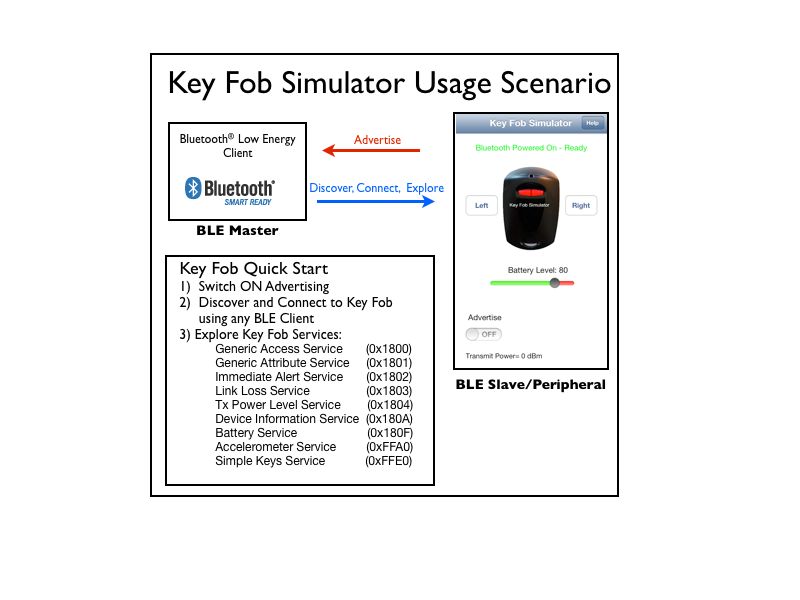 Key Fob Simulator Usage Scenario
Bluetooth® Low Energy
Client
Bluetooth®
SMART READY
BLE Master
Advertise
Discover, Connect, Explore
Key Fob Simulator
Help
Bluetooth Powered On - Ready
Left
Key Fob Simulator
Right
Battery Level: 80
Advertise
OFF
Transmit Power= 0 dBm
BLE Slave/Peripheral
Key Fob Quick Start
1) Switch ON Advertising
2) Discover and Connect to Key Fob
using any BLE Client
3) Explore Key Fob Services:
Generic Access Service (0x1800)
Generic Attribute Service (0x1801)
Immediate Alert Service (0x1802)
Link Loss Service (0x1803)
Tx Power Level Service (0x1804)
Device Information Service (0x180A)
Battery Service (0x180F)
Accelerometer Service (0xFFA0)
Simple Keys Service (0xFFE0)